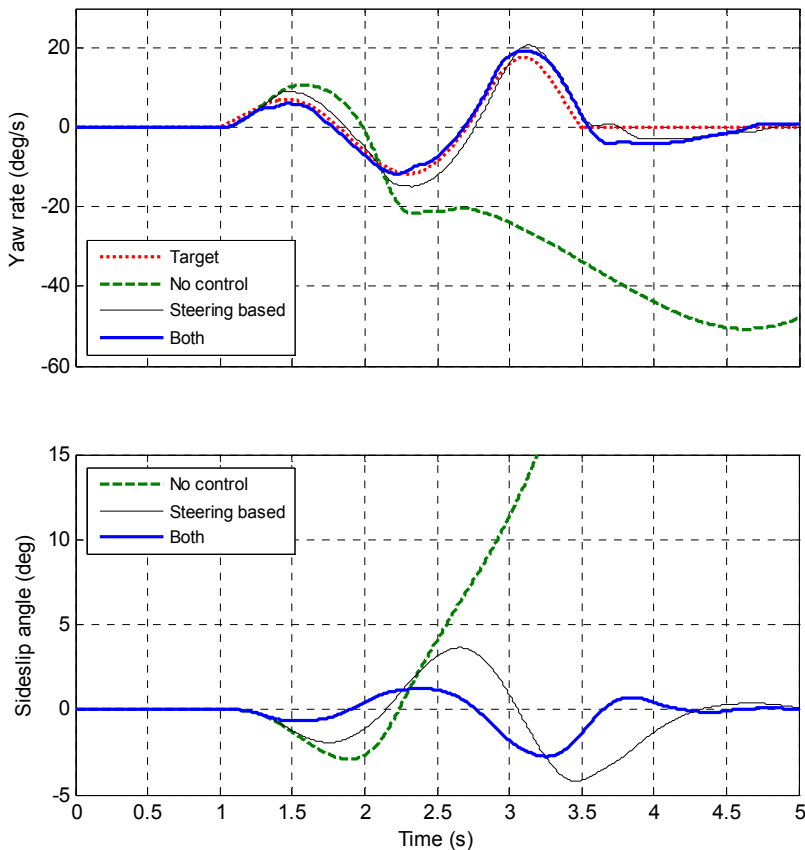 20
0
-20
-40
-60
Yaw rate (deg/s)
Target
No control
Steering based
Both
15
10
5
0
-5
Sideslip angle (deg)
No control
Steering based
Both
0 0.5 1 1.5 2 2.5 3 3.5 4 4.5 5
Time (s)